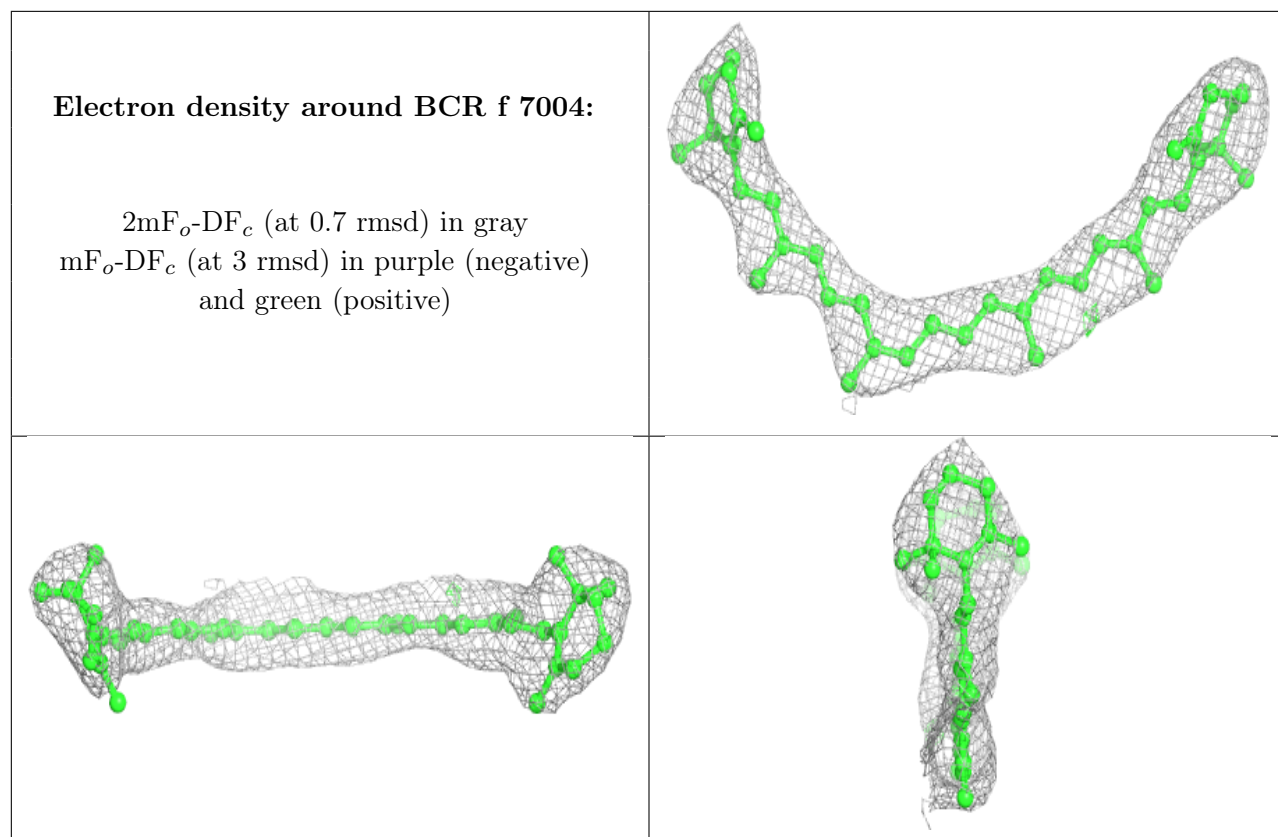 Electron density around BCR f 7004:
2mFo-DFc (at 0.7 rmsd) in gray
mFo-DFc (at 3 rmsd) in purple (negative)
and green (positive)